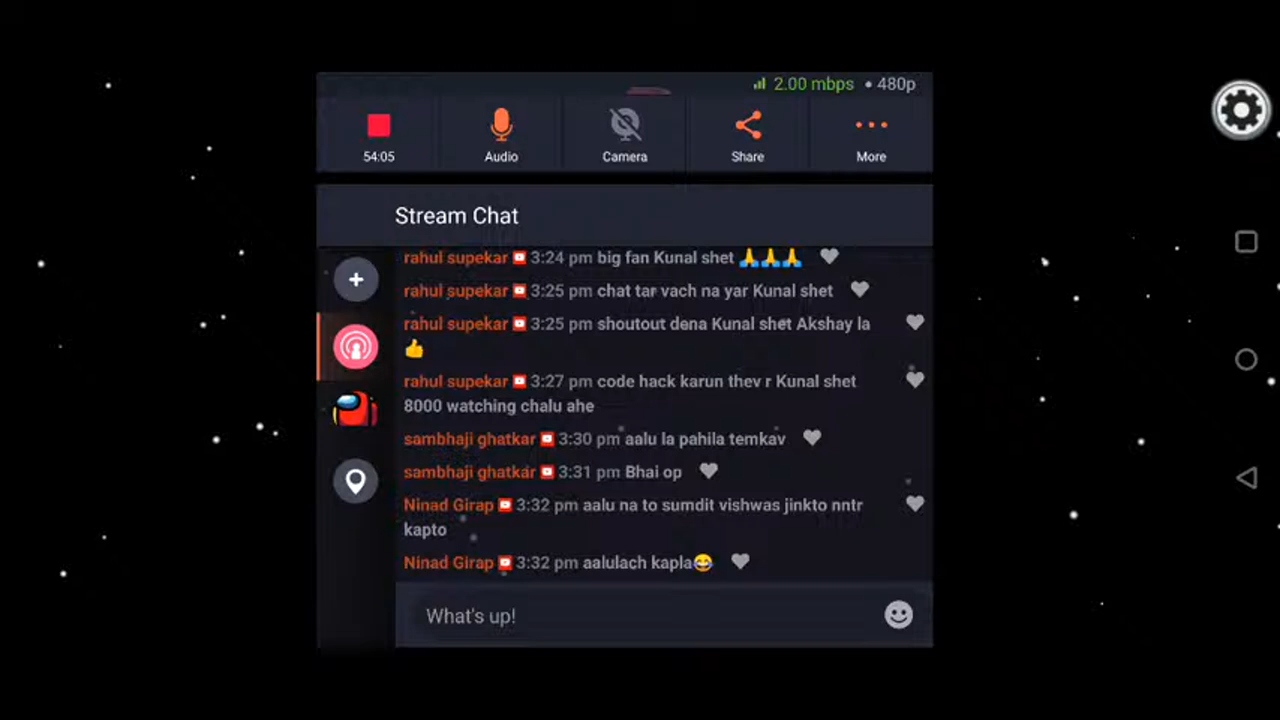 2.00 mbps • 480p
54:05 Audio Camera Share More
Stream Chat
rahul supekar 3:24 pm big fan Kunal shet 🙏🙏🙏
rahul supekar 3:25 pm chat tar vach na yar Kunal shet
rahul supekar 3:25 pm shoutout dena Kunal shet Akshay la
👍
rahul supekar 3:27 pm code hack karun thev r Kunal shet
8000 watching chalu ahe
sambhaji ghatkar 3:30 pm aalu la pahila temkav
sambhaji ghatkar 3:31 pm Bhai op
Ninad Girap 3:32 pm aalu na to sumdit vishwas jinkto nntr
kapto
Ninad Girap 3:32 pm aalulach kapla😂
What's up!